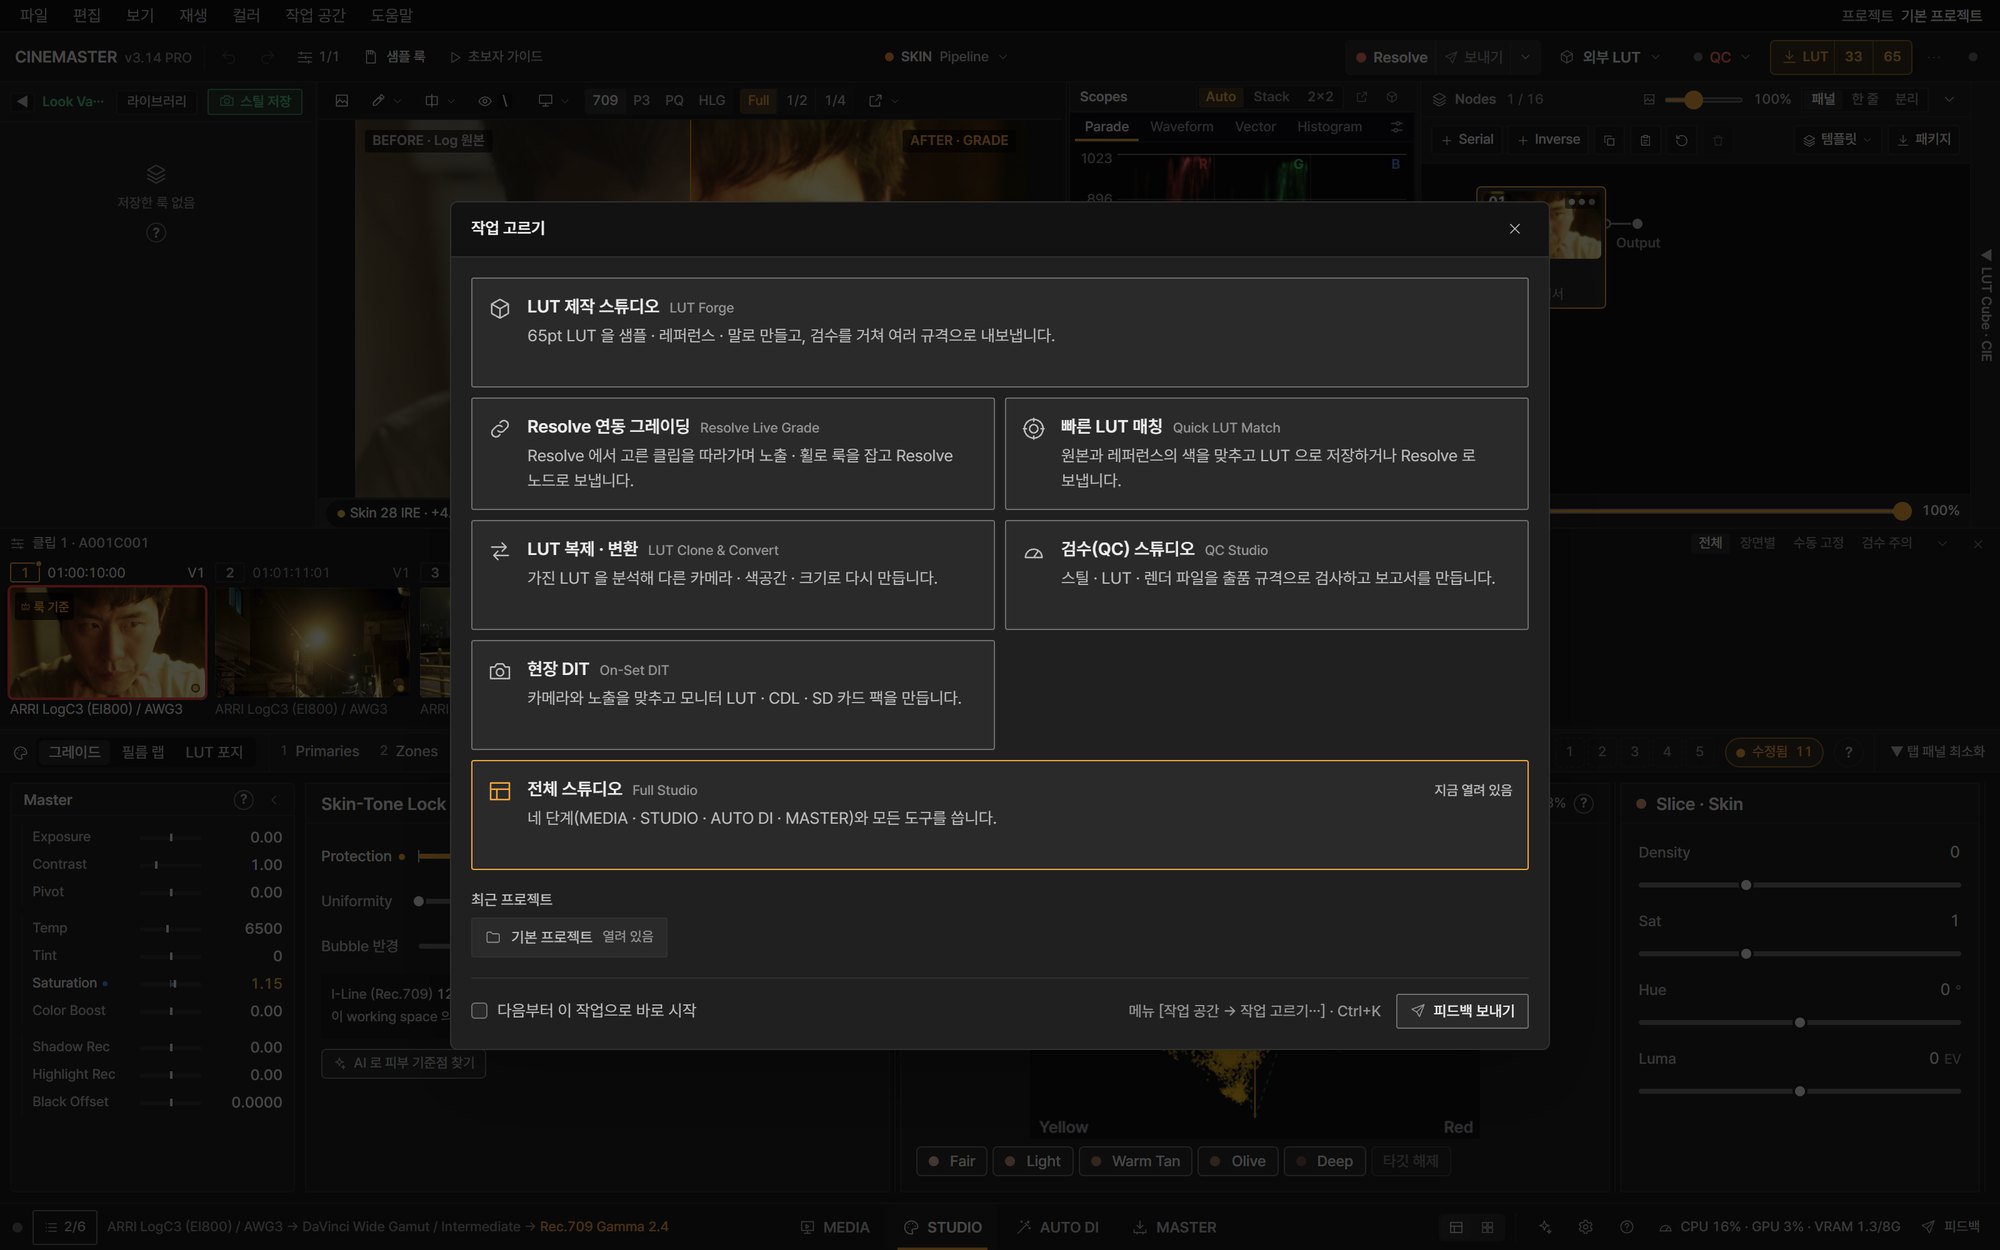 파일 편집 보기 재생 컬러 작업 공간 도움말 프로젝트 기본 프로젝트
CINEMASTER v3.14 PRO 1/1 샘플 룩 초보자 가이드 SKIN Pipeline Resolve 보내기 외부 LUT QC LUT 33 65
Look Va··· 라이브러리 스틸 저장 709 P3 PQ HLG Full 1/2 1/4
저장한 룩 없음
?
BEFORE · Log 원본 AFTER · GRADE
Scopes Auto Stack 2×2
Parade Waveform Vector Histogram
1023 R G B
896
Nodes 1 / 16 100% 패널 한 줄 분리
+ Serial + Inverse 템플릿 패키지
Output
LUT Cube · CIE
작업 고르기
LUT 제작 스튜디오 LUT Forge
65pt LUT 을 샘플 · 레퍼런스 · 말로 만들고, 검수를 거쳐 여러 규격으로 내보냅니다.
Resolve 연동 그레이딩 Resolve Live Grade
Resolve 에서 고른 클립을 따라가며 노출 · 휠로 룩을 잡고 Resolve
노드로 보냅니다.
빠른 LUT 매칭 Quick LUT Match
원본과 레퍼런스의 색을 맞추고 LUT 으로 저장하거나 Resolve 로
보냅니다.
LUT 복제 · 변환 LUT Clone & Convert
가진 LUT 을 분석해 다른 카메라 · 색공간 · 크기로 다시 만듭니다.
검수(QC) 스튜디오 QC Studio
스틸 · LUT · 렌더 파일을 출품 규격으로 검사하고 보고서를 만듭니다.
현장 DIT On-Set DIT
카메라와 노출을 맞추고 모니터 LUT · CDL · SD 카드 팩을 만듭니다.
전체 스튜디오 Full Studio 지금 열려 있음
네 단계(MEDIA · STUDIO · AUTO DI · MASTER)와 모든 도구를 씁니다.
최근 프로젝트
기본 프로젝트 열려 있음
다음부터 이 작업으로 바로 시작 메뉴 [작업 공간 → 작업 고르기···] · Ctrl+K 피드백 보내기
Skin 28 IRE · +4. 100%
클립 1 · A001C001 전체 장면별 수동 고정 검수 주의
1 01:00:10:00 V1 2 01:01:11:01 V1 3
룩 기준
ARRI LogC3 (EI800) / AWG3 ARRI LogC3 (EI800) / AWG3 ARRI
그레이드 필름 랩 LUT 포지 1 Primaries 2 Zones 1 2 3 4 5 수정됨 11 ? ▼ 탭 패널 최소화
Master ?
Exposure 0.00
Contrast 1.00
Pivot 0.00
Temp 6500
Tint 0
Saturation 1.15
Color Boost 0.00
Shadow Rec 0.00
Highlight Rec 0.00
Black Offset 0.0000
Skin-Tone Lock
Protection
Uniformity
Bubble 반경
I-Line (Rec.709) 12
이 working space 의
AI 로 피부 기준점 찾기
Yellow Red
Fair Light Warm Tan Olive Deep 타깃 해제
% ?
Slice · Skin
Density 0
Sat 1
Hue 0 °
Luma 0 EV
2/6 ARRI LogC3 (EI800) / AWG3 → DaVinci Wide Gamut / Intermediate → Rec.709 Gamma 2.4 MEDIA STUDIO AUTO DI MASTER CPU 16% · GPU 3% · VRAM 1.3/8G 피드백